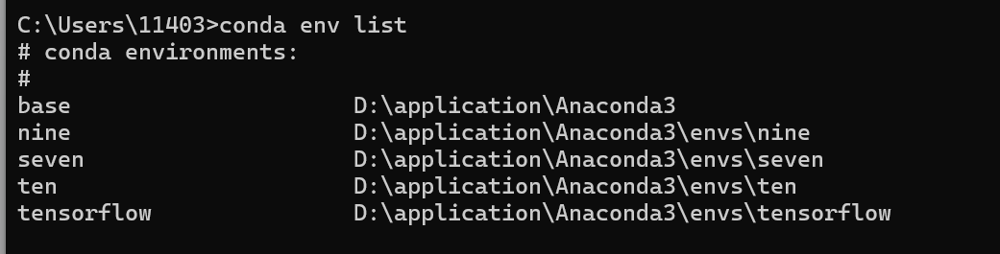 C:\Users\11403>conda env list
# conda environments:
#
base                     D:\application\Anaconda3
nine                     D:\application\Anaconda3\envs\nine
seven                    D:\application\Anaconda3\envs\seven
ten                      D:\application\Anaconda3\envs\ten
tensorflow               D:\application\Anaconda3\envs\tensorflow